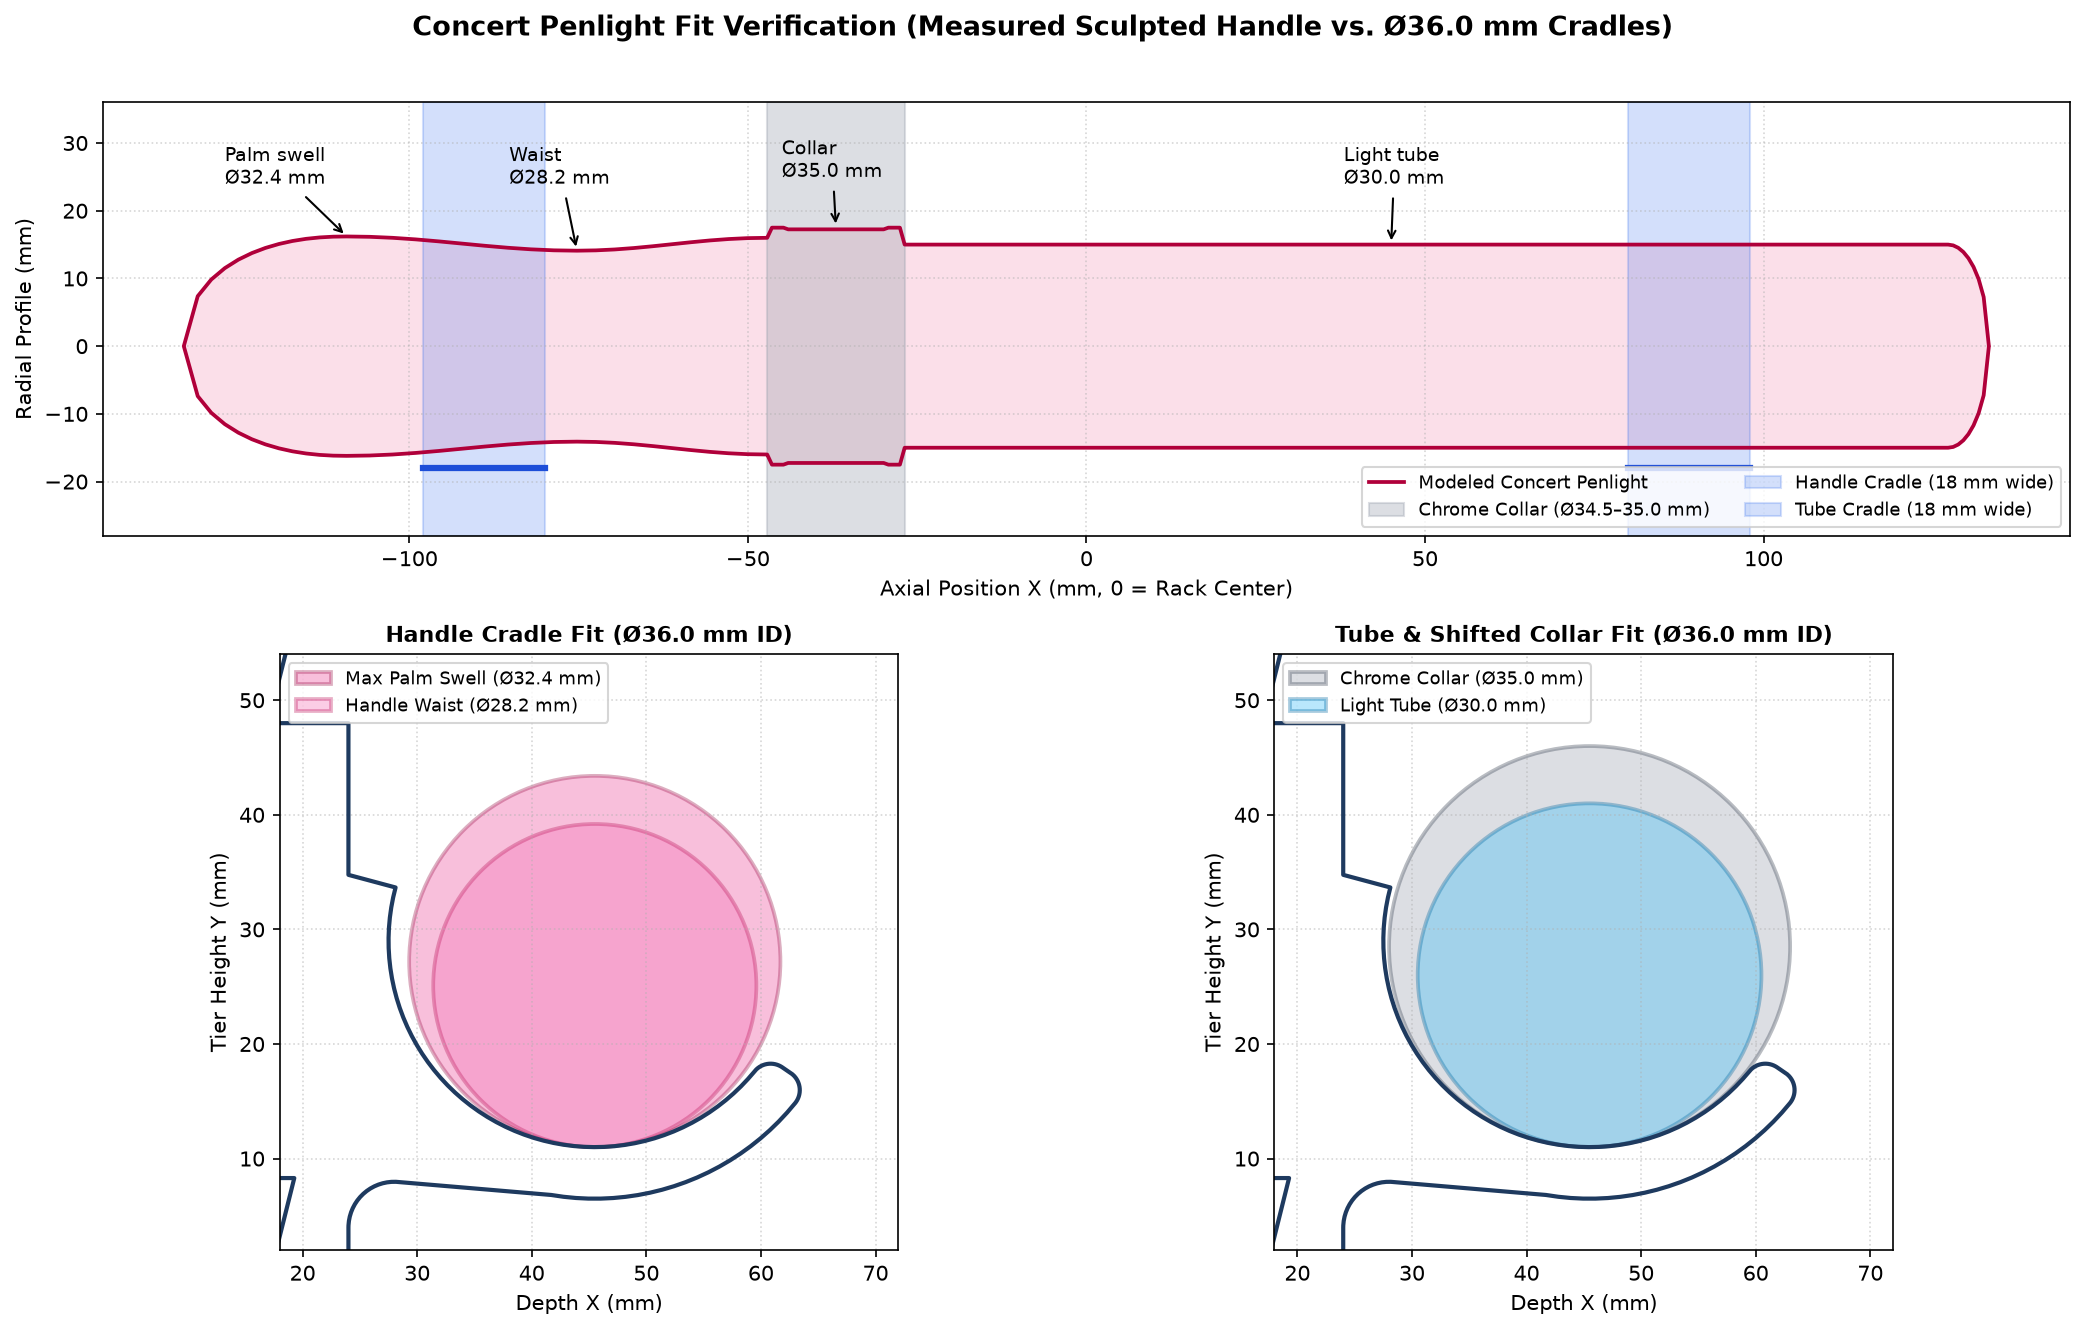 Concert Penlight Fit Verification (Measured Sculpted Handle vs. Ø36.0 mm Cradles)
Radial Profile (mm)
30
20
10
0
−10
−20
Palm swell
Ø32.4 mm
Waist
Ø28.2 mm
Collar
Ø35.0 mm
Light tube
Ø30.0 mm
Modeled Concert Penlight
Chrome Collar (Ø34.5–35.0 mm)
Handle Cradle (18 mm wide)
Tube Cradle (18 mm wide)
−100
−50
0
50
100
Axial Position X (mm, 0 = Rack Center)
Handle Cradle Fit (Ø36.0 mm ID)
Max Palm Swell (Ø32.4 mm)
Handle Waist (Ø28.2 mm)
Tier Height Y (mm)
50
40
30
20
10
20
30
40
50
60
70
Depth X (mm)
Tube & Shifted Collar Fit (Ø36.0 mm ID)
Chrome Collar (Ø35.0 mm)
Light Tube (Ø30.0 mm)
Tier Height Y (mm)
50
40
30
20
10
20
30
40
50
60
70
Depth X (mm)